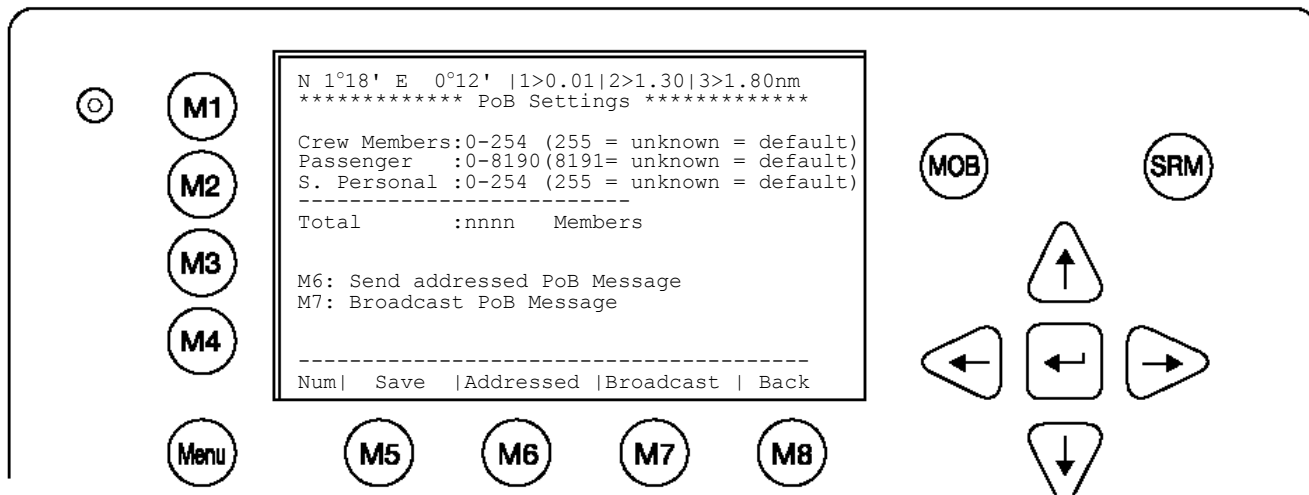 N 1°18' E 0°12' |1>0.01|2>1.30|3>1.80nm
************* PoB Settings *************
Crew Members:0-254 (255 = unknown = default)
Passenger :0-8190(8191= unknown = default)
S. Personal :0-254 (255 = unknown = default)
--------------------------
Total :nnnn Members
M6: Send addressed PoB Message
M7: Broadcast PoB Message
----------------------------------------
Num| Save |Addressed |Broadcast | Back
M1
M2
M3
M4
Menu
M5
M6
M7
M8
MOB
SRM